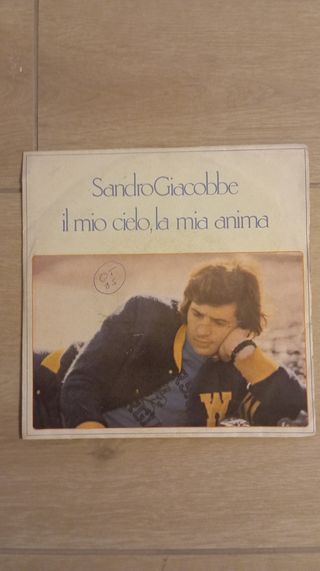 SandroGiacobbe
il mio cielo, la mia anima
W